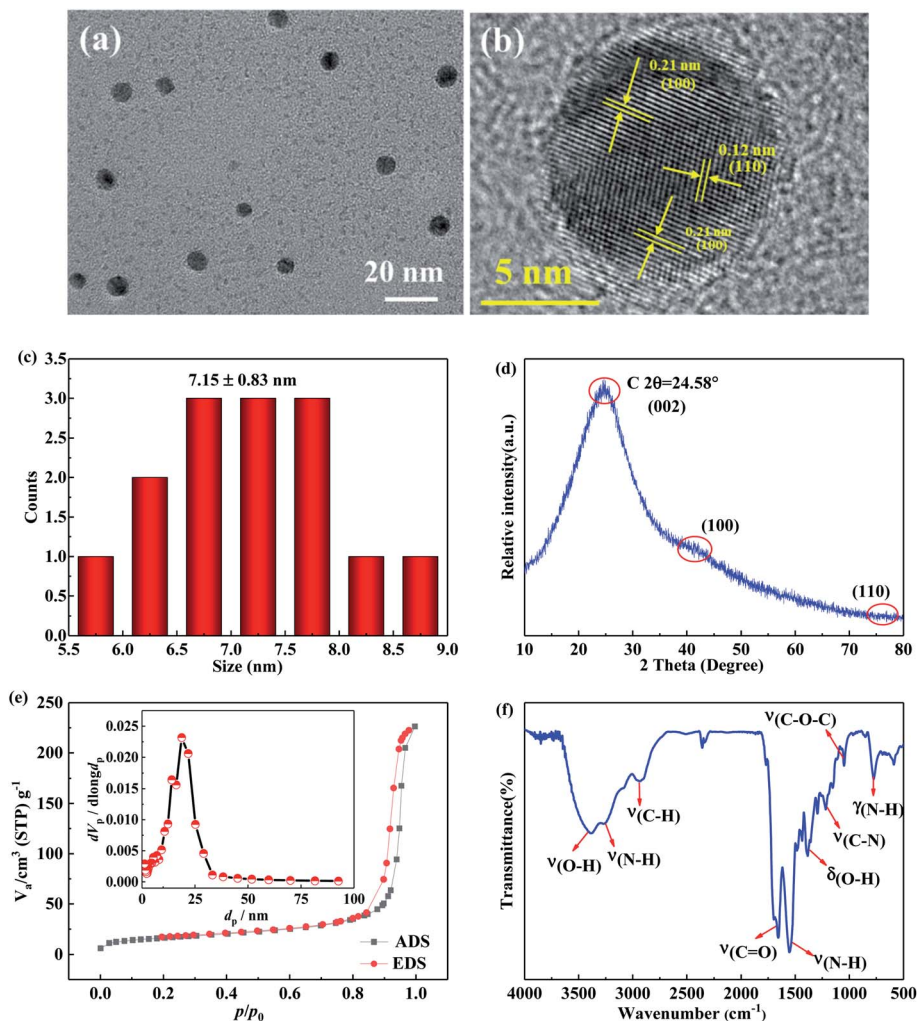 (a)
20 nm
(b)
0.21 nm
(100)
0.12 nm
(110)
0.21 nm
(100)
5 nm
(c)
7.15 ± 0.83 nm
Counts
3.5
3.0
2.5
2.0
1.5
1.0
0.5
0.0
5.5 6.0 6.5 7.0 7.5 8.0 8.5 9.0
Size (nm)
(d)
C 2θ=24.58°
(002)
(100)
(110)
Relative intensity(a.u.)
10 20 30 40 50 60 70 80
2 Theta (Degree)
(e)
Va/cm³ (STP) g⁻¹
250
200
150
100
50
0
0.0 0.2 0.4 0.6 0.8 1.0
p/p₀
dVp / dlongdp
0.025
0.020
0.015
0.010
0.005
0.000
0 25 50 75 100
dp / nm
ADS
EDS
(f)
ν(C-O-C)
ν(C-H)
γ(N-H)
ν(C-N)
ν(O-H)
ν(N-H)
δ(O-H)
ν(C=O)
ν(N-H)
Transmittance(%)
4000 3500 3000 2500 2000 1500 1000 500
Wavenumber (cm⁻¹)